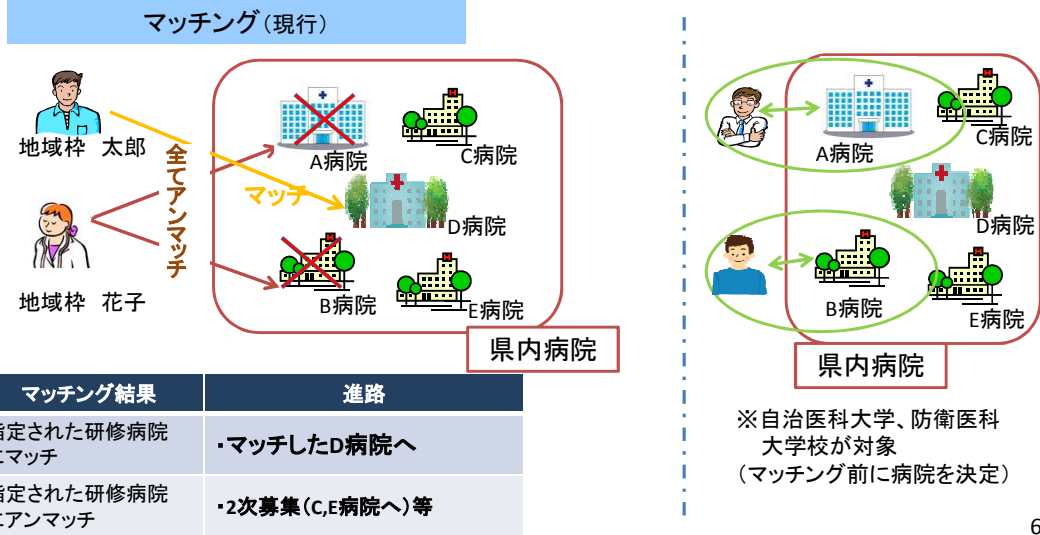 マッチング（現行）
地域枠　太郎
地域枠　花子
全てアンマッチ
マッチ
A病院
C病院
D病院
B病院
E病院
県内病院
マッチング結果
進路
指定された研修病院
にマッチ
・マッチしたD病院へ
指定された研修病院
にアンマッチ
・2次募集（C,E病院へ）等
A病院
C病院
D病院
B病院
E病院
県内病院
※自治医科大学、防衛医科
大学校が対象
（マッチング前に病院を決定）
6